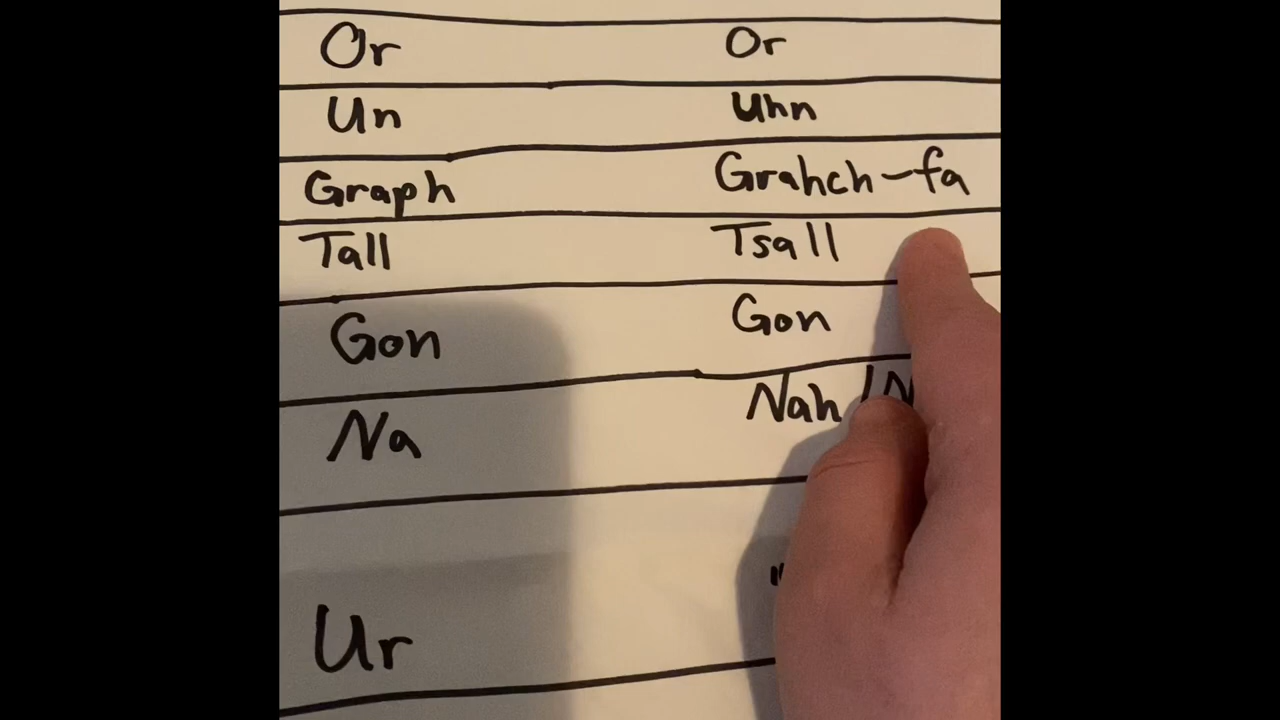 Or Or
Un Uhn
Graph Grahch-fa
Tall Tsall
Gon Gon
Na Nah
Ur